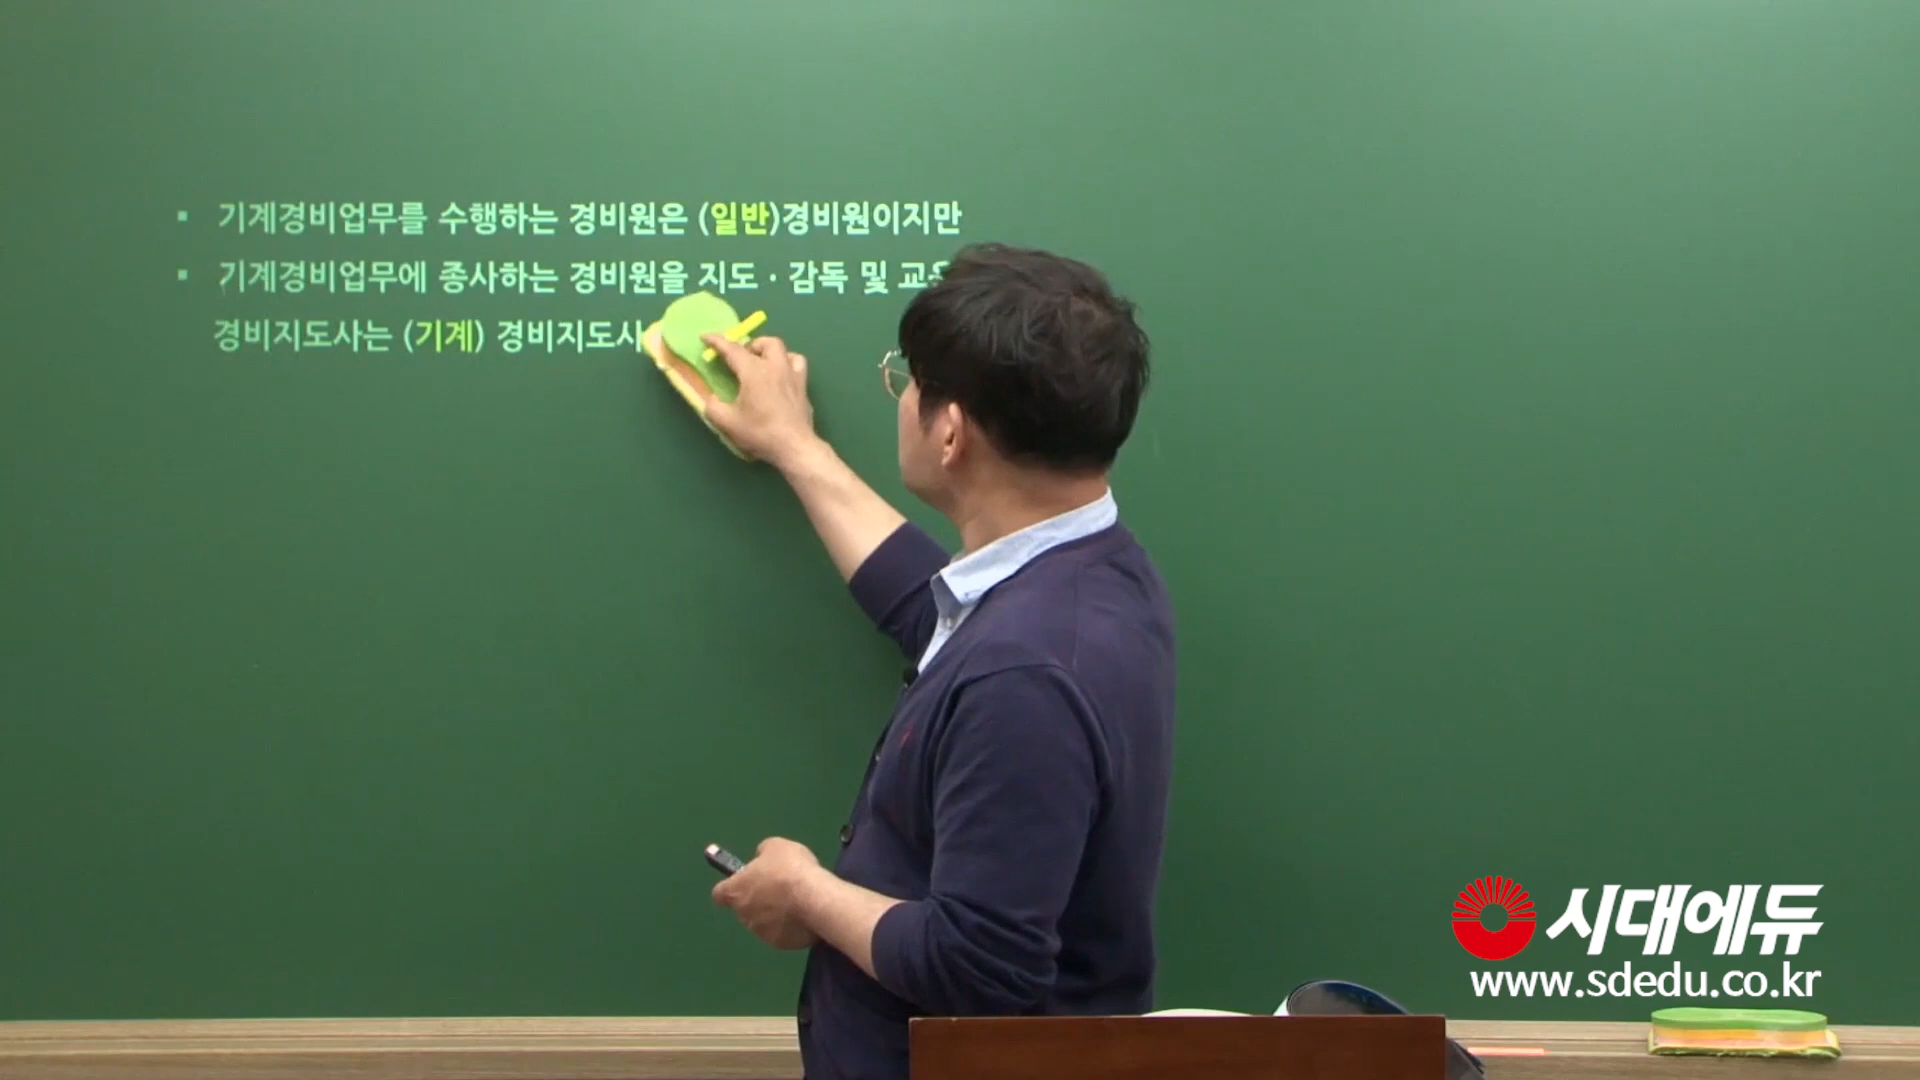 ▪ 기계경비업무를 수행하는 경비원은 (일반)경비원이지만
▪ 기계경비업무에 종사하는 경비원을 지도 · 감독 및
경비지도사는 (기계) 경비지도사
시대에듀
www.sdedu.co.kr